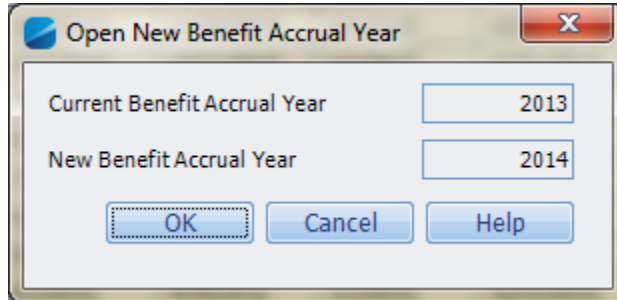 Open New Benefit Accrual Year
Current Benefit Accrual Year 2013
New Benefit Accrual Year 2014
OK Cancel Help